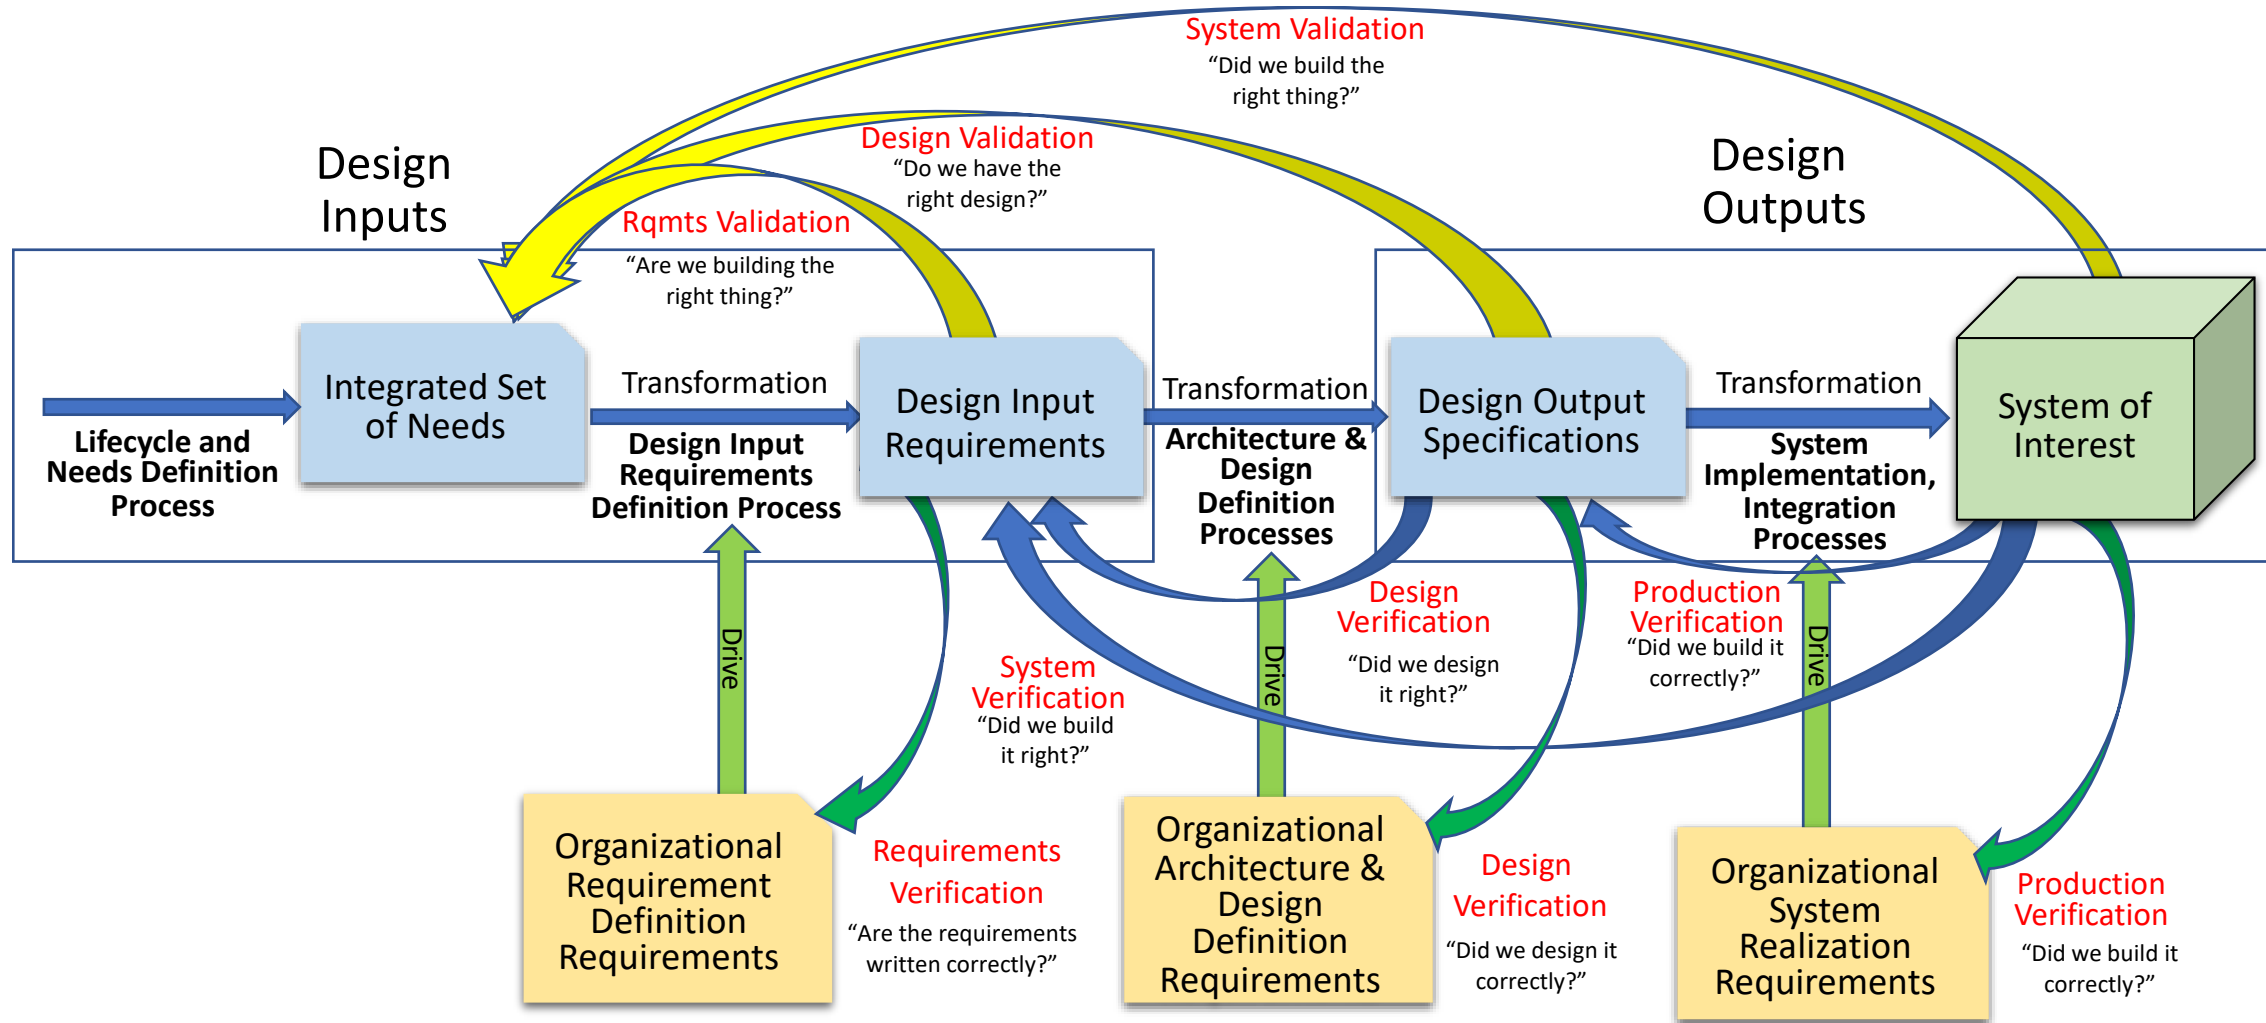 System Validation
“Did we build the
right thing?”
Design Validation
“Do we have the
right design?”
Design
Inputs
Design
Outputs
Rqmts Validation
“Are we building the
right thing?”
Lifecycle and
Needs Definition
Process
Integrated Set
of Needs
Transformation
Design Input
Requirements
Definition Process
Design Input
Requirements
Transformation
Architecture &
Design
Definition
Processes
Design Output
Specifications
Transformation
System
Implementation,
Integration
Processes
System of
Interest
Drive
System
Verification
“Did we build
it right?”
Drive
Design
Verification
“Did we design
it right?”
Production
Verification
“Did we build it
correctly?”
Drive
Organizational
Requirement
Definition
Requirements
Requirements
Verification
“Are the requirements
written correctly?”
Organizational
Architecture &
Design
Definition
Requirements
Design
Verification
“Did we design it
correctly?”
Organizational
System
Realization
Requirements
Production
Verification
“Did we build it
correctly?”